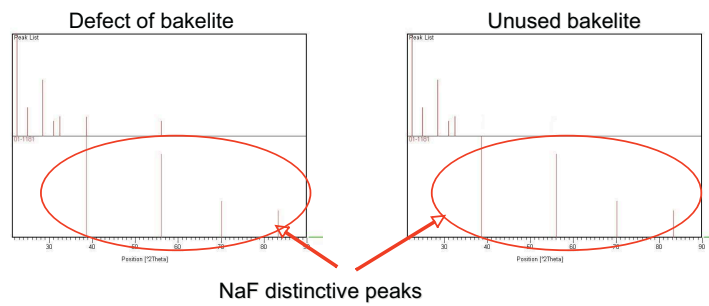 Defect of bakelite
Unused bakelite
Peak List
01-1181
30 40 50 60 70 80 90
Position [°2Theta]
Peak List
01-1181
30 40 50 60 70 80 90
Position [°2Theta]
NaF distinctive peaks